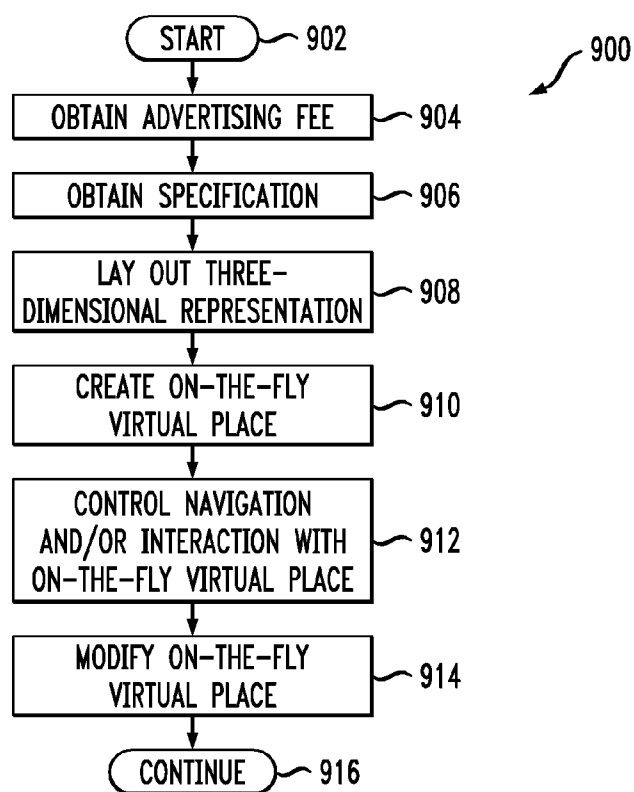 START
902
900
OBTAIN ADVERTISING FEE
904
OBTAIN SPECIFICATION
906
LAY OUT THREE-
DIMENSIONAL REPRESENTATION
908
CREATE ON-THE-FLY
VIRTUAL PLACE
910
CONTROL NAVIGATION
AND/OR INTERACTION WITH
ON-THE-FLY VIRTUAL PLACE
912
MODIFY ON-THE-FLY
VIRTUAL PLACE
914
CONTINUE
916